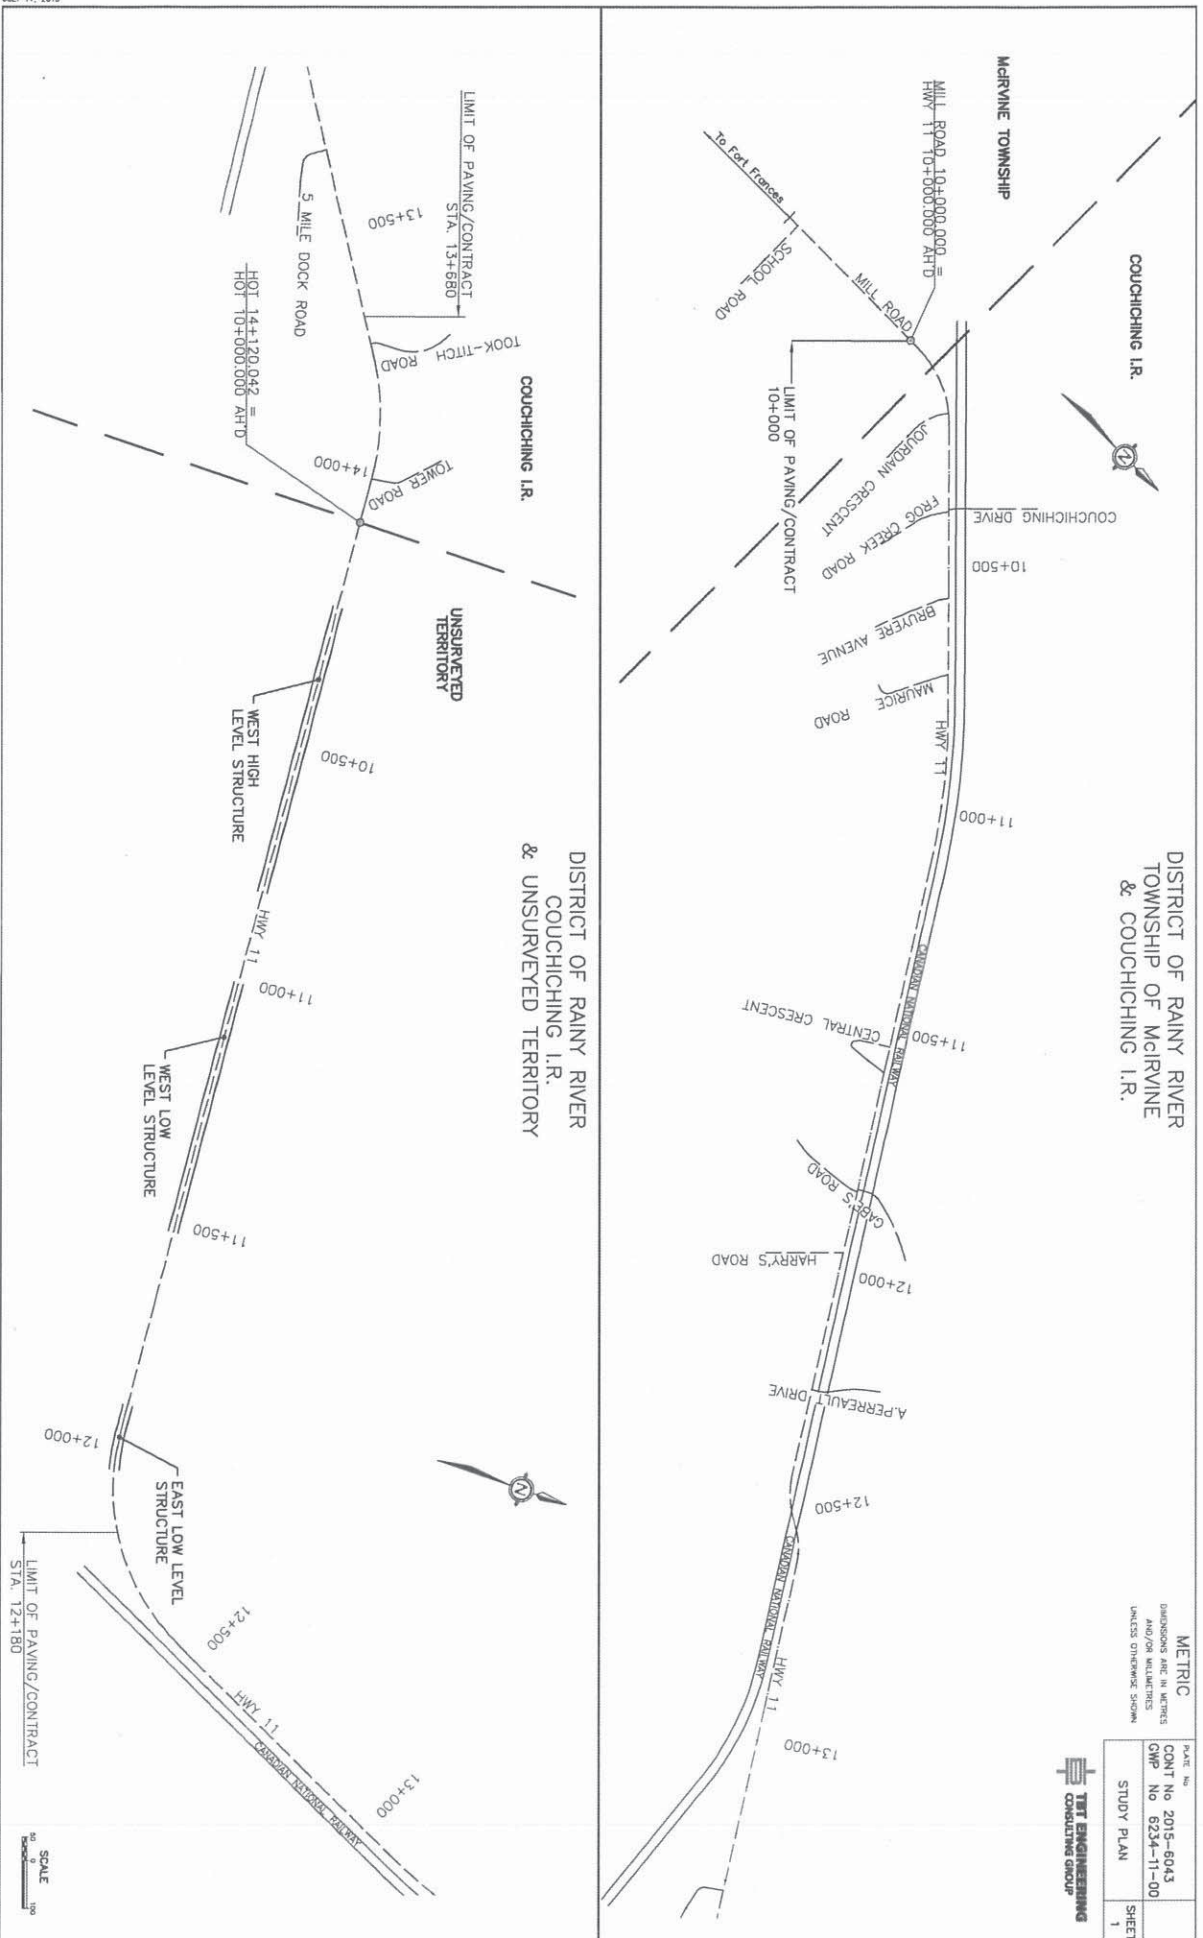 METRIC
DIMENSIONS ARE IN METRES
AND/OR MILLIMETRES
UNLESS OTHERWISE SHOWN
PLATE No
CONT No 2015-6043
GWP No 6234-11-00
STUDY PLAN
SHEET
1
TBT ENGINEERING
CONSULTING GROUP
DISTRICT OF RAINY RIVER
TOWNSHIP OF McIRVINE
& COUCHICHING I.R.
McIRVINE TOWNSHIP
COUCHICHING I.R.
MILL ROAD 10+000.000 =
HWY 11 10+000.000 AH'D
To Fort Frances
SCHOOL ROAD
MILL ROAD
LIMIT OF PAVING/CONTRACT
10+000
N
JOURDAIN CRESCENT
FROG CREEK ROAD
COUCHICHING DRIVE
10+500
BRUYERE AVENUE
MAURICE ROAD
HWY 11
11+000
CANADIAN NATIONAL RAILWAY
CENTRAL CRESCENT
11+500
GABE'S ROAD
HARRY'S ROAD
12+000
A.PERREAULT DRIVE
12+500
CANADIAN NATIONAL RAILWAY
HWY 11
13+000
DISTRICT OF RAINY RIVER
COUCHICHING I.R.
& UNSURVEYED TERRITORY
LIMIT OF PAVING/CONTRACT
STA. 13+680
13+500
5 MILE DOCK ROAD
TOOK-TITCH
ROAD
COUCHICHING I.R.
HOT 14+120.042 =
HOT 10+000.000 AH'D
14+000
TOWER ROAD
UNSURVEYED
TERRITORY
WEST HIGH
LEVEL STRUCTURE
10+500
HWY 11
11+000
WEST LOW
LEVEL STRUCTURE
11+500
12+000
N
EAST LOW LEVEL
STRUCTURE
LIMIT OF PAVING/CONTRACT
STA. 12+180
12+500
HWY 11
CANADIAN NATIONAL RAILWAY
13+000
SCALE
50 0 100